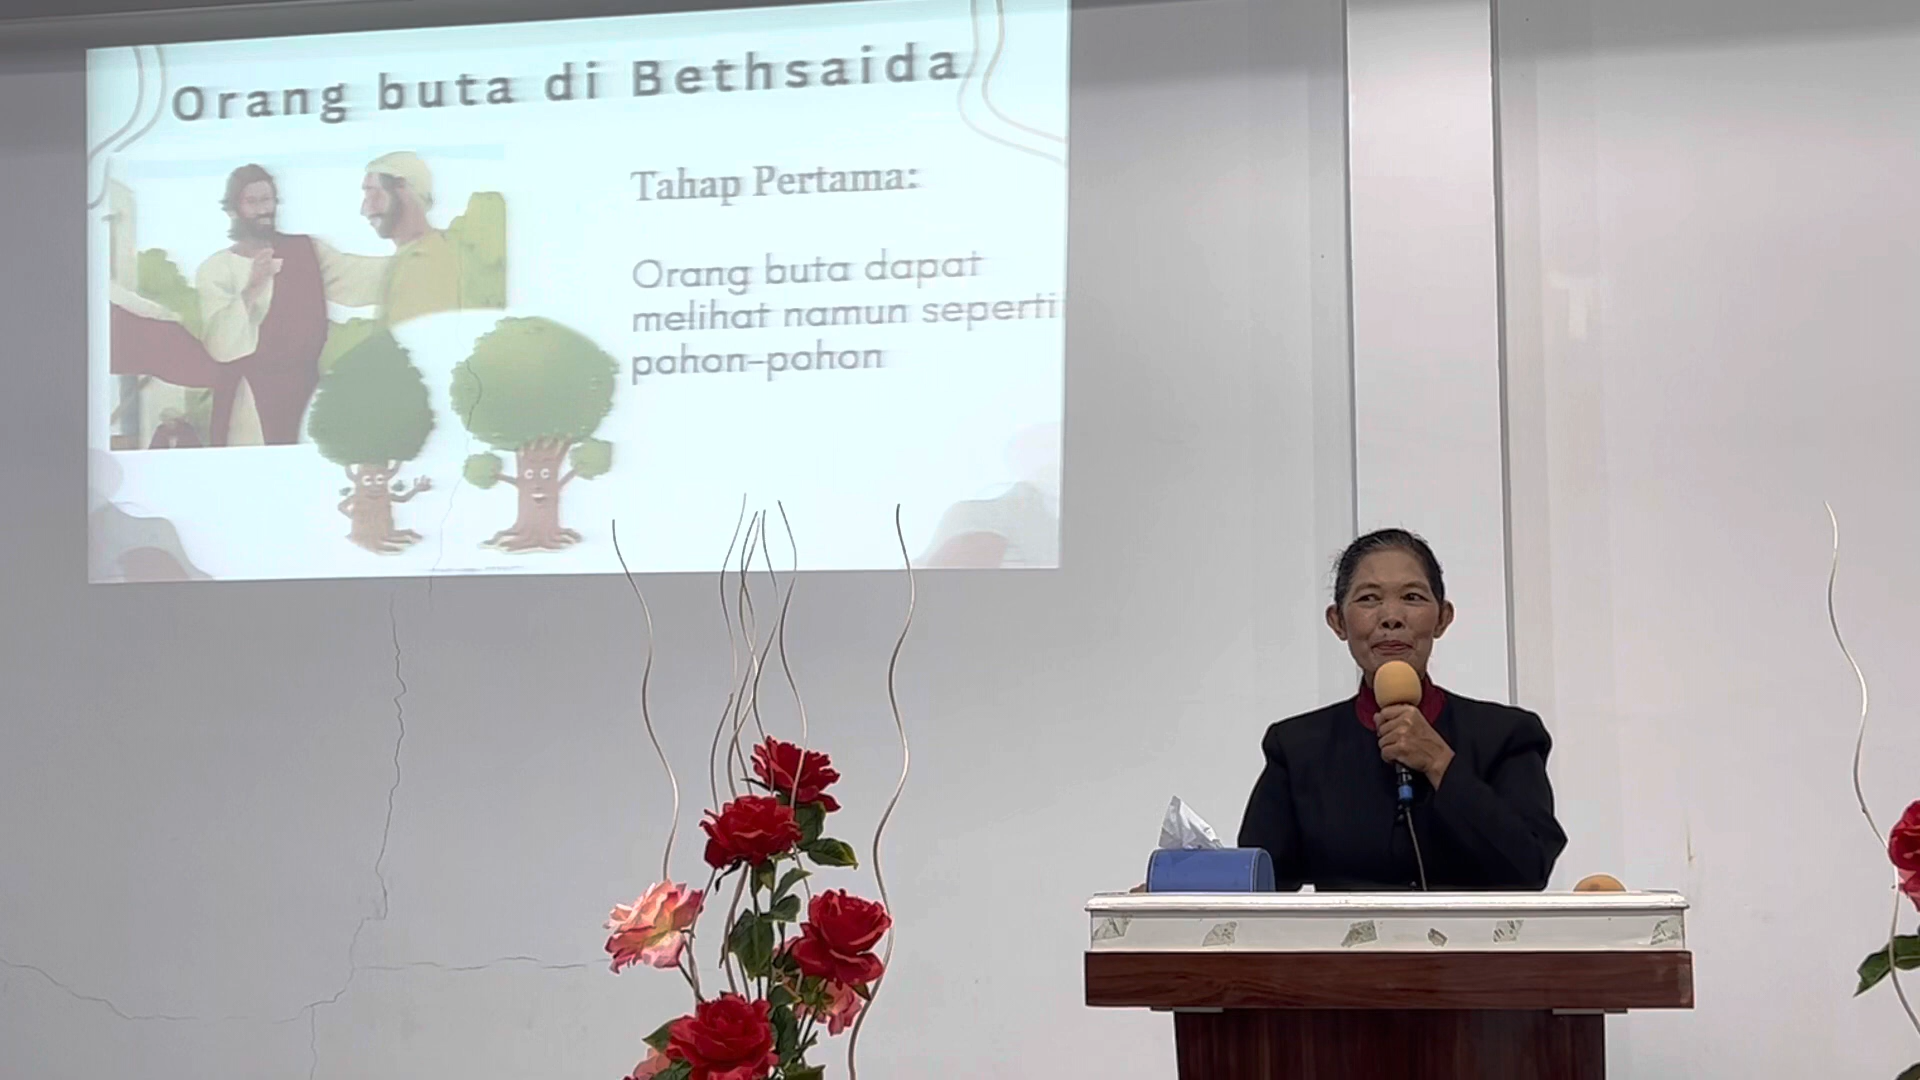 Orang buta di Bethsaida
Tahap Pertama:
Orang buta dapat
melihat namun seperti
pohon-pohon